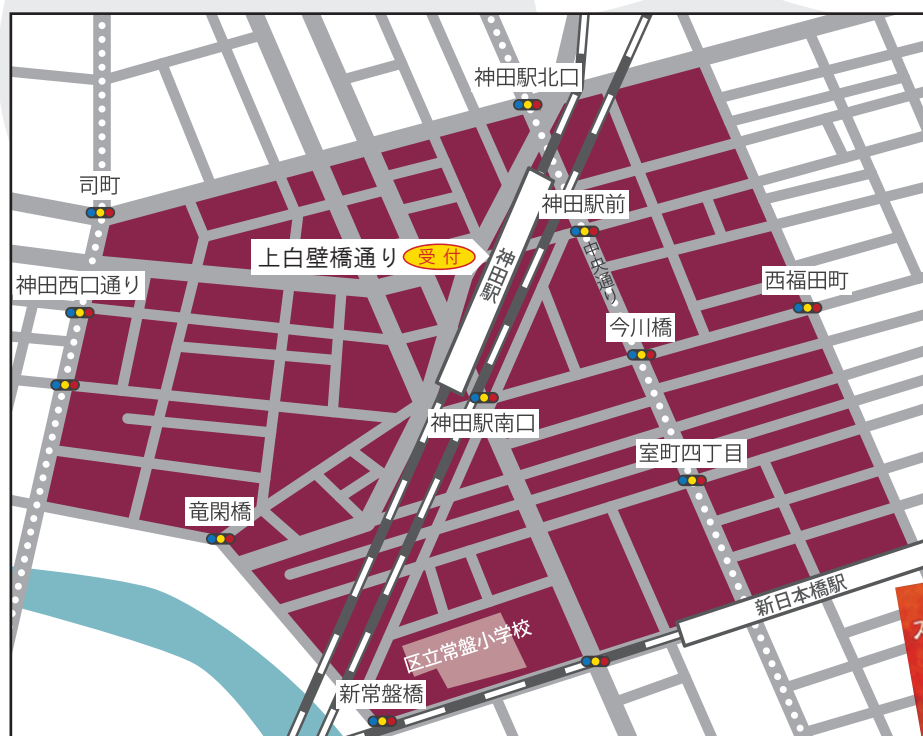 神田駅北口
司町
神田駅前
上白壁橋通り
受付
神田駅
中央通り
神田西口通り
西福田町
今川橋
神田駅南口
室町四丁目
竜閑橋
新日本橋駅
区立常盤小学校
新常盤橋